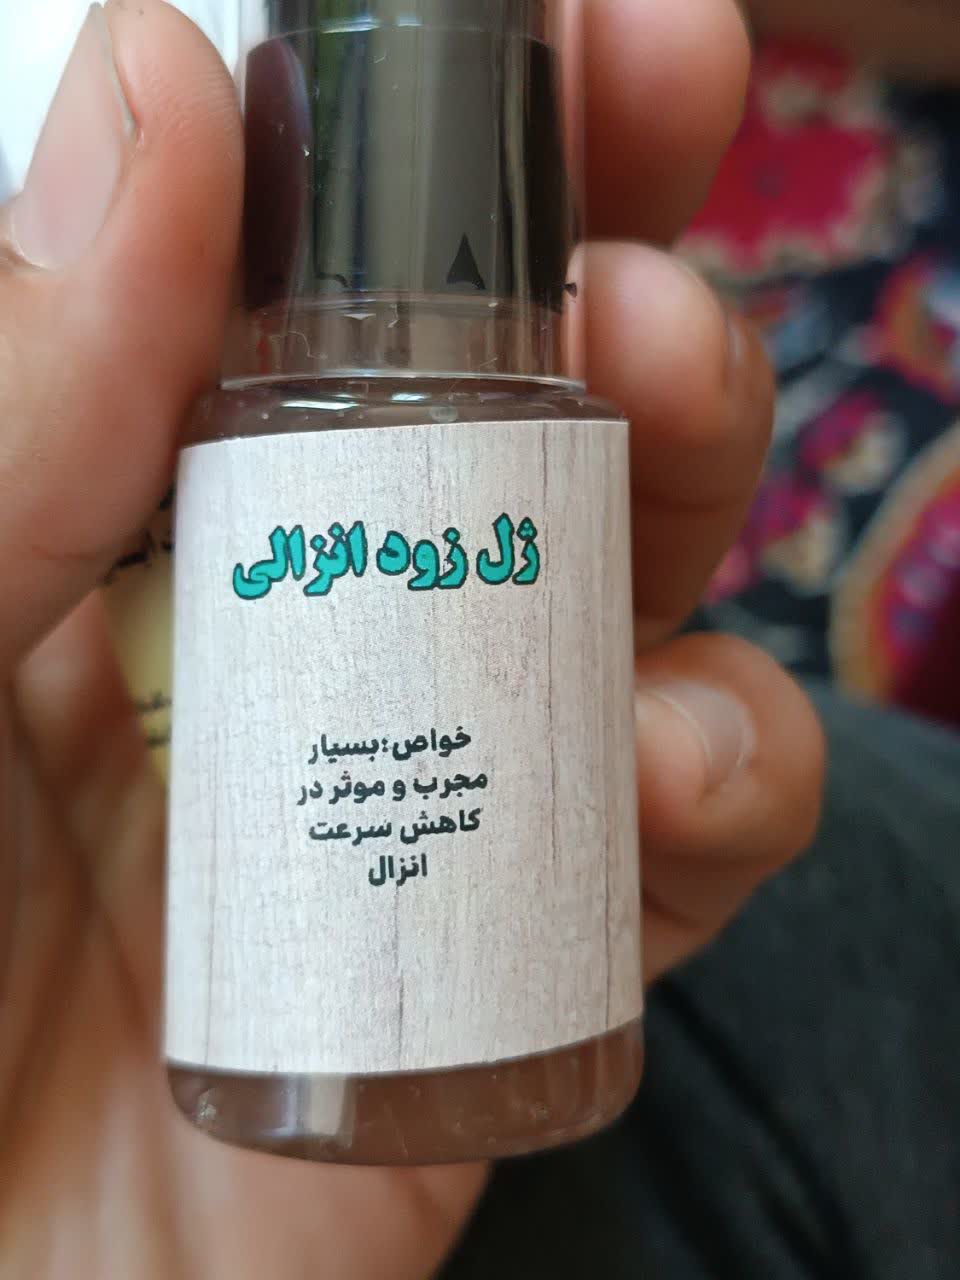 ژل زود انزالی
خواص:بسیار
مجرب و موثر در
کاهش سرعت
انزال